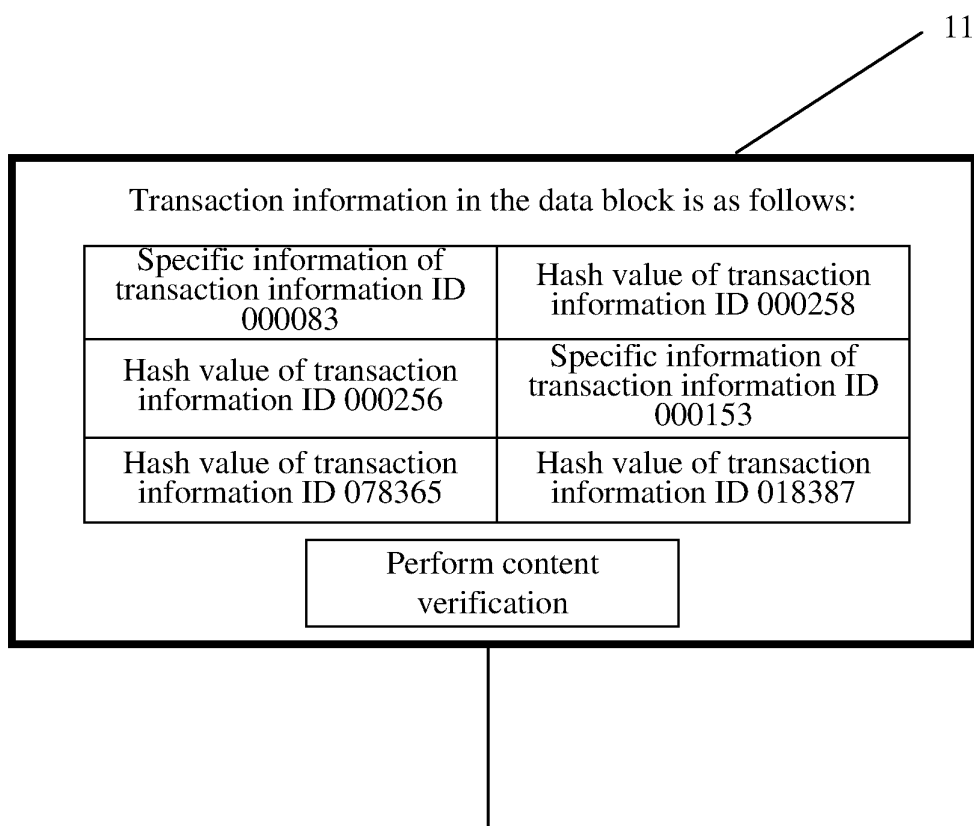 11
Transaction information in the data block is as follows:
Specific information of
transaction information ID
000083
Hash value of transaction
information ID 000258
Hash value of transaction
information ID 000256
Specific information of
transaction information ID
000153
Hash value of transaction
information ID 078365
Hash value of transaction
information ID 018387
Perform content
verification